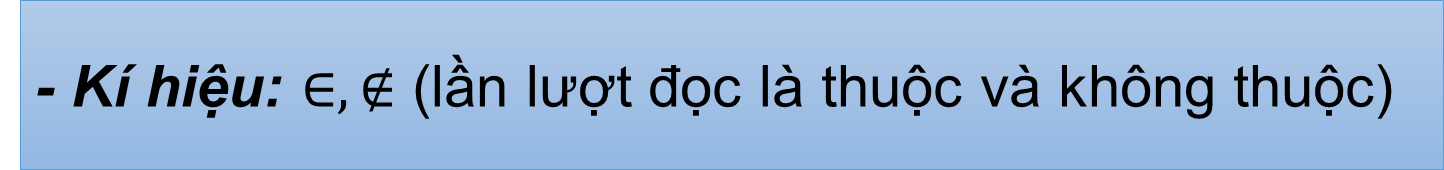 - Kí hiệu: ∈, ∉ (lần lượt đọc là thuộc và không thuộc)